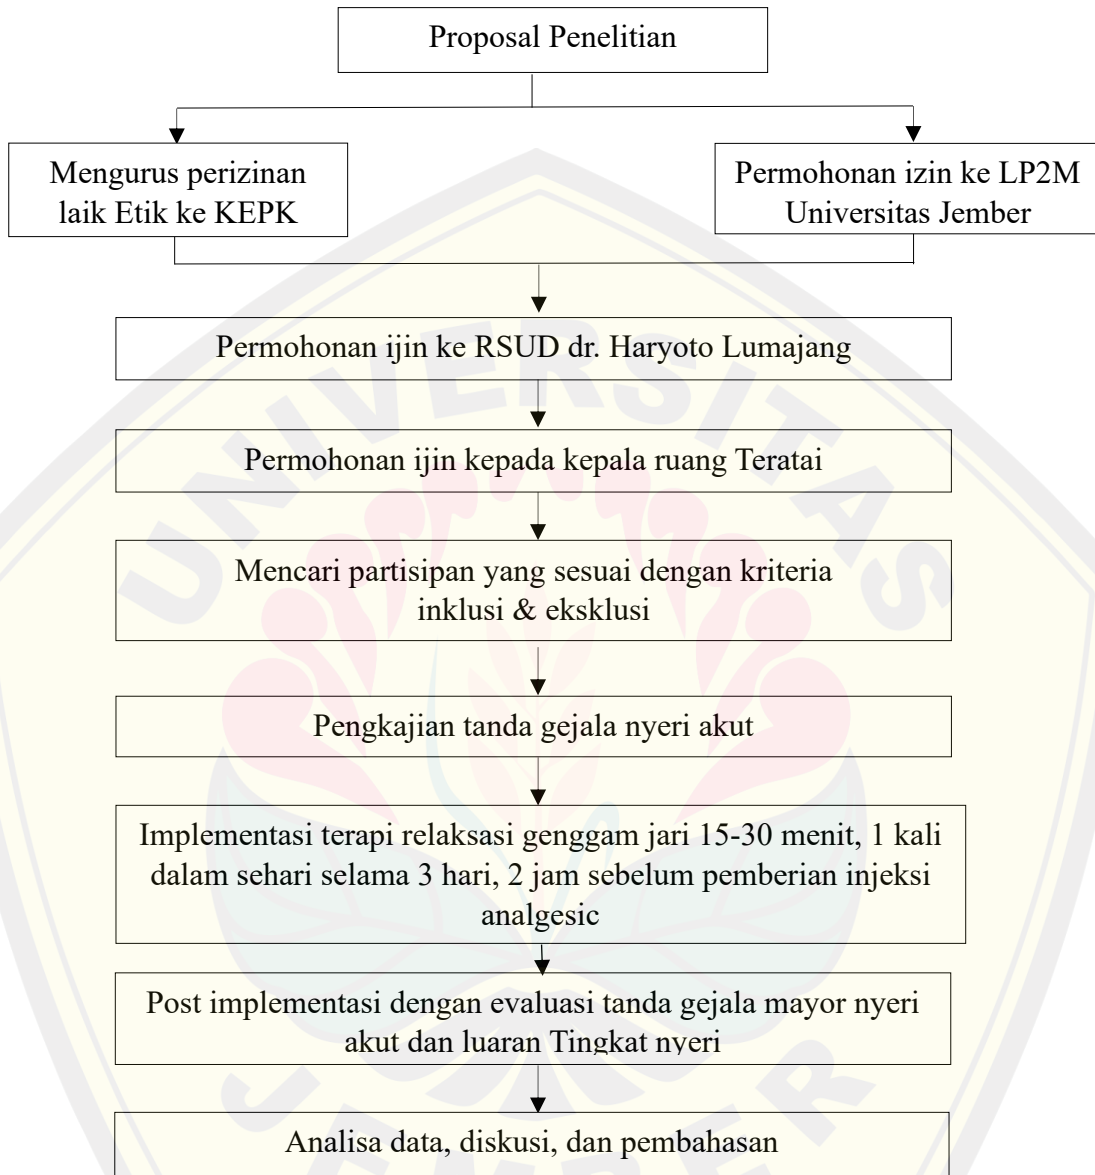 Proposal Penelitian
Mengurus perizinan
laik Etik ke KEPK
Permohonan izin ke LP2M
Universitas Jember
Permohonan ijin ke RSUD dr. Haryoto Lumajang
Permohonan ijin kepada kepala ruang Teratai
Mencari partisipan yang sesuai dengan kriteria
inklusi & eksklusi
Pengkajian tanda gejala nyeri akut
Implementasi terapi relaksasi genggam jari 15-30 menit, 1 kali
dalam sehari selama 3 hari, 2 jam sebelum pemberian injeksi
analgesic
Post implementasi dengan evaluasi tanda gejala mayor nyeri
akut dan luaran Tingkat nyeri
Analisa data, diskusi, dan pembahasan
UNIVERSITAS
JEMBER